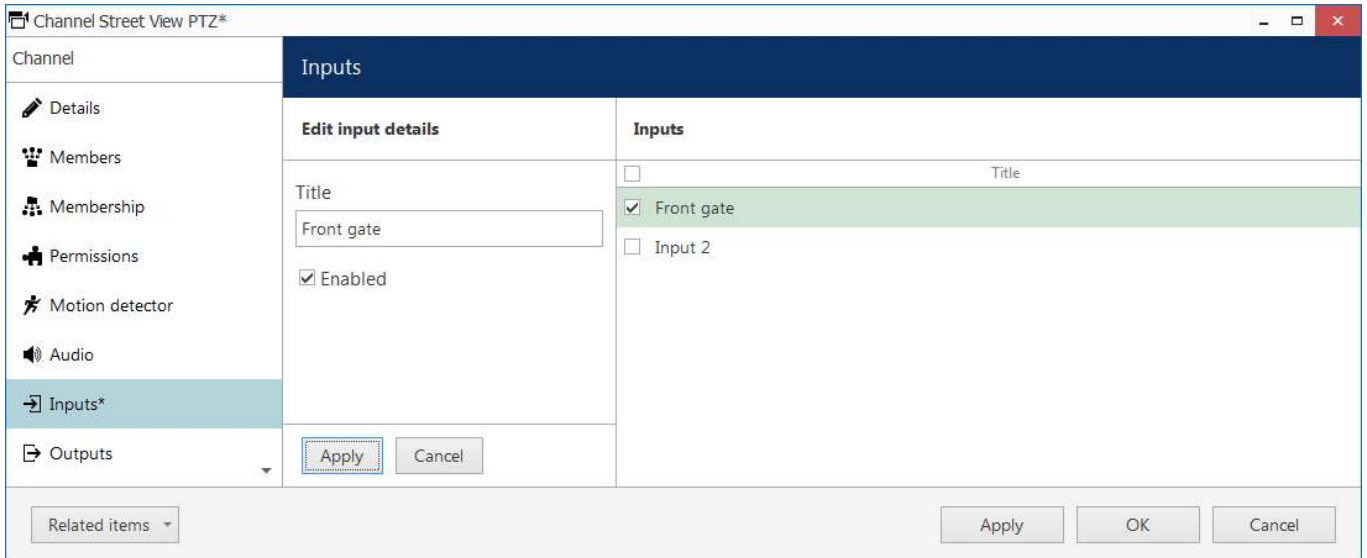 Channel Street View PTZ*
Channel
Details
Members
Membership
Permissions
Motion detector
Audio
Inputs*
Outputs
Inputs
Edit input details
Title
Front gate
Enabled
Apply Cancel
Inputs
Title
Front gate
Input 2
Related items
Apply OK Cancel